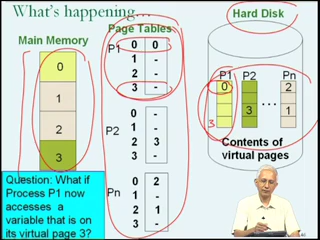 What's happening...
Hard Disk
Main Memory
Page Tables
0
1
2
3
P1
0 0
1 -
2 -
3 -
P2
0 -
1 -
2 3
3 -
Pn
0 2
1 -
2 1
3 -
P1 P2 Pn
0
3
3
...
2
1
Contents of
virtual pages
Question: What if
Process P1 now
accesses a
variable that is on
its virtual page 3?